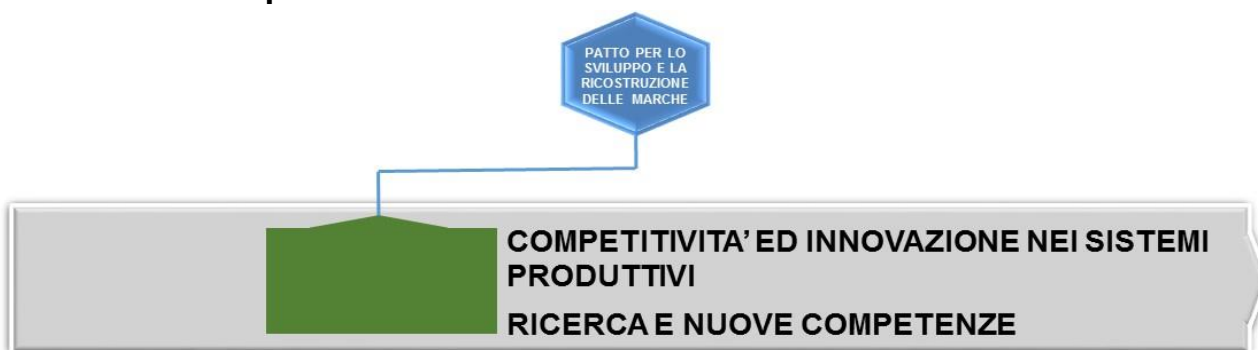 PATTO PER LO
SVILUPPO E LA
RICOSTRUZIONE
DELLE MARCHE
COMPETITIVITA' ED INNOVAZIONE NEI SISTEMI
PRODUTTIVI
RICERCA E NUOVE COMPETENZE